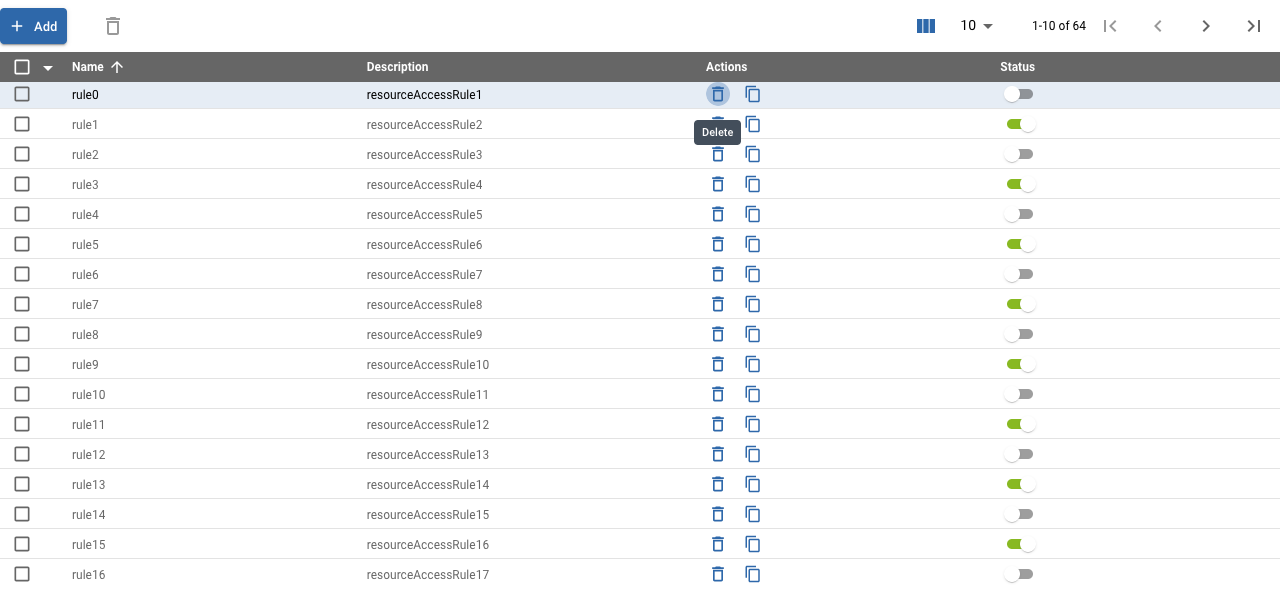 Add 10 1-10 of 64
Name Description Actions Status
rule0 resourceAccessRule1
rule1 resourceAccessRule2
Delete
rule2 resourceAccessRule3
rule3 resourceAccessRule4
rule4 resourceAccessRule5
rule5 resourceAccessRule6
rule6 resourceAccessRule7
rule7 resourceAccessRule8
rule8 resourceAccessRule9
rule9 resourceAccessRule10
rule10 resourceAccessRule11
rule11 resourceAccessRule12
rule12 resourceAccessRule13
rule13 resourceAccessRule14
rule14 resourceAccessRule15
rule15 resourceAccessRule16
rule16 resourceAccessRule17